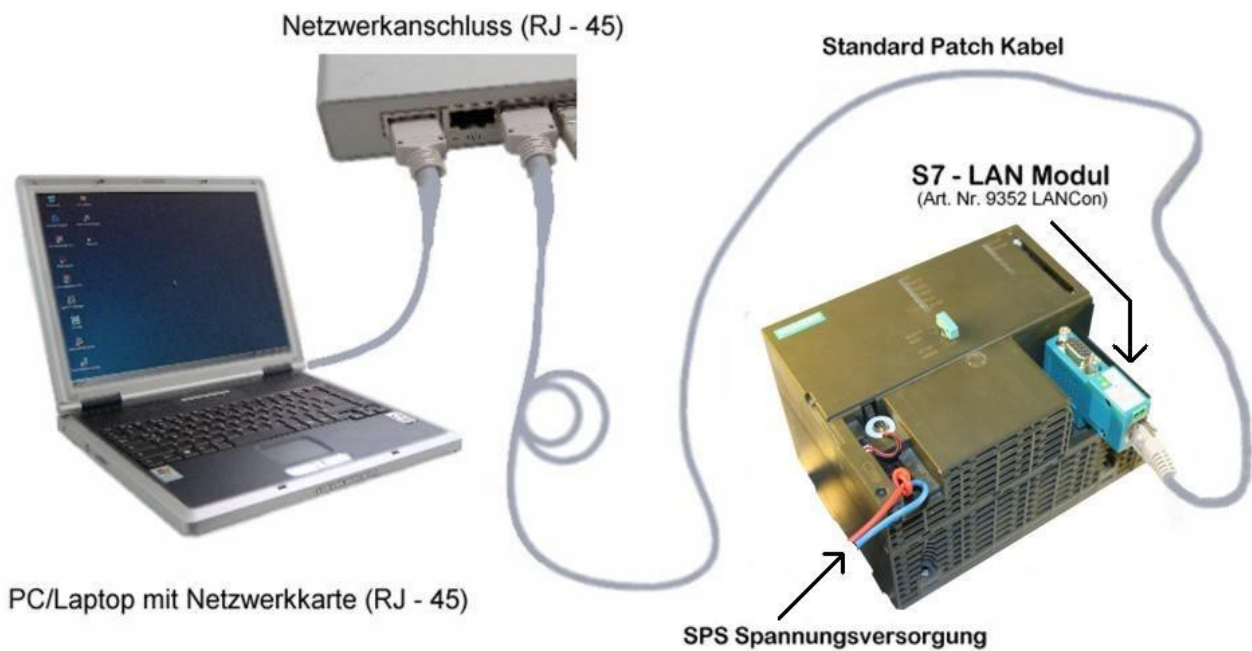 Netzwerkanschluss (RJ - 45)
Standard Patch Kabel
S7 - LAN Modul
(Art. Nr. 9352 LANCon)
PC/Laptop mit Netzwerkkarte (RJ - 45)
SPS Spannungsversorgung